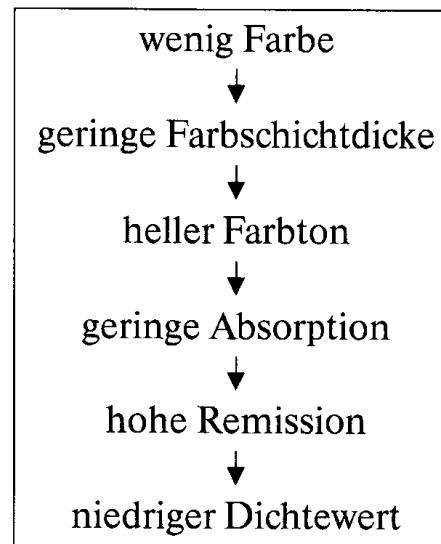 wenig Farbe
geringe Farbschichtdicke
heller Farbton
geringe Absorption
hohe Remission
niedriger Dichtewert